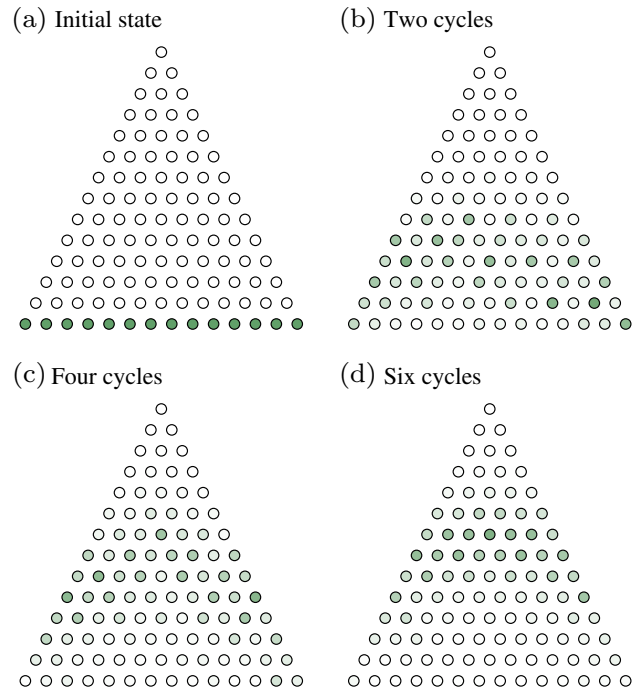 (a) Initial state
(b) Two cycles
(c) Four cycles
(d) Six cycles